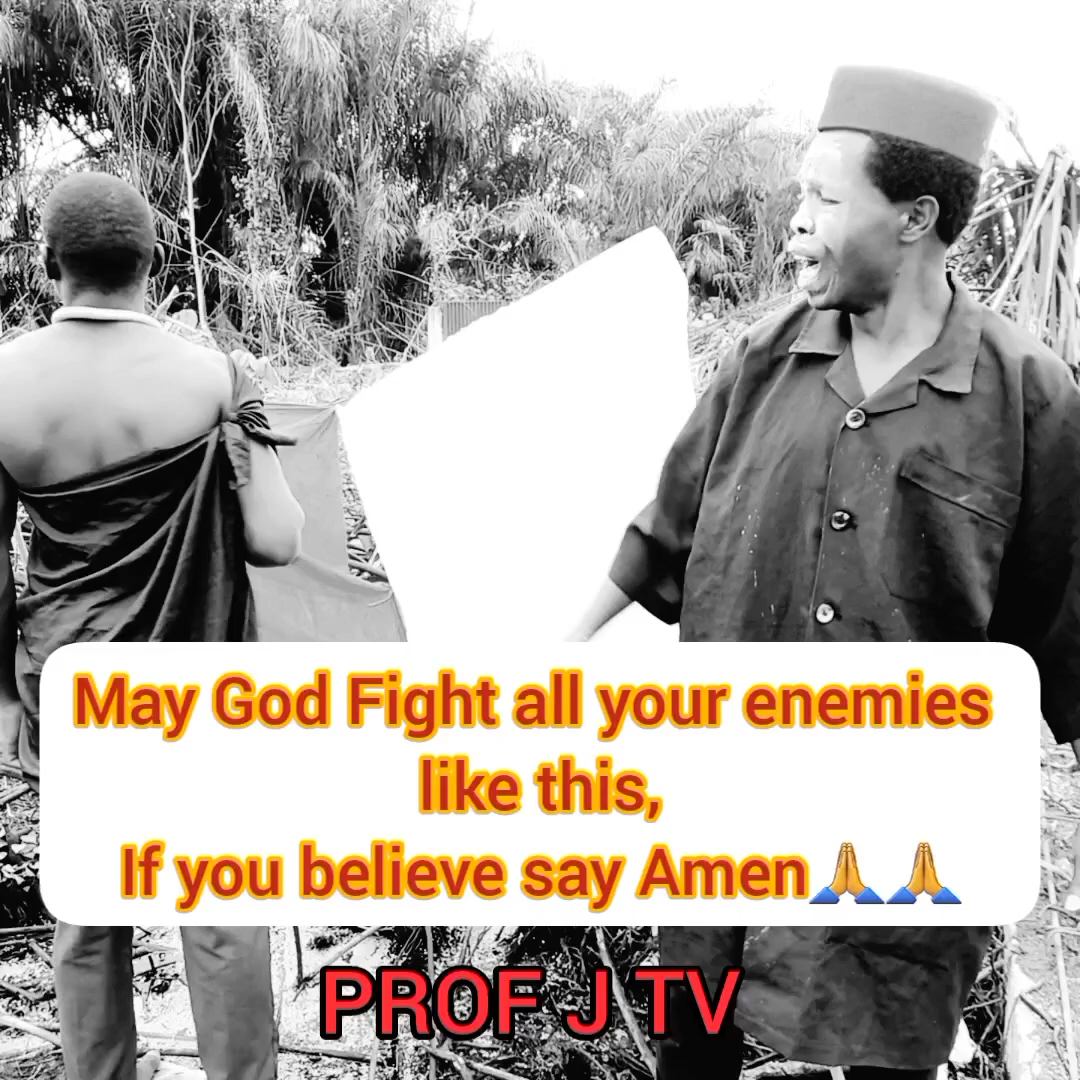 May God Fight all your enemies
like this,
If you believe say Amen🙏🙏
PROF J TV